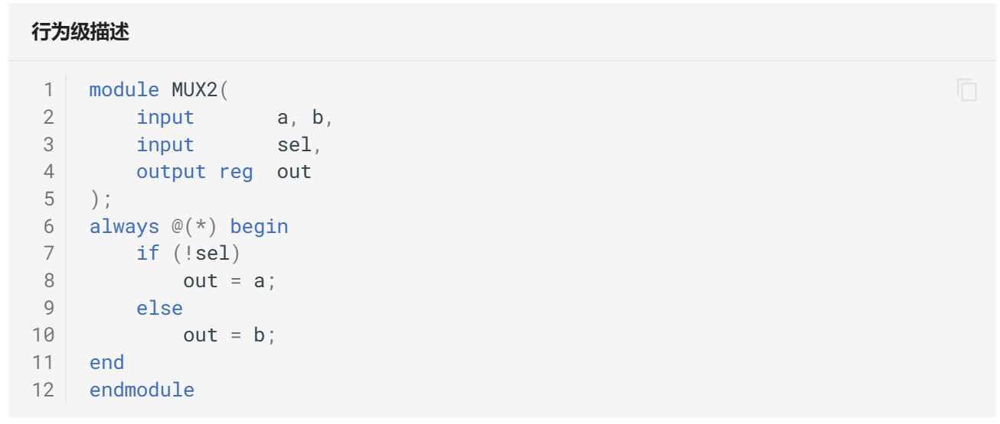 行为级描述
1 module MUX2(
2     input       a, b,
3     input       sel,
4     output reg  out
5 );
6 always @(*) begin
7     if (!sel)
8         out = a;
9     else
10         out = b;
11 end
12 endmodule